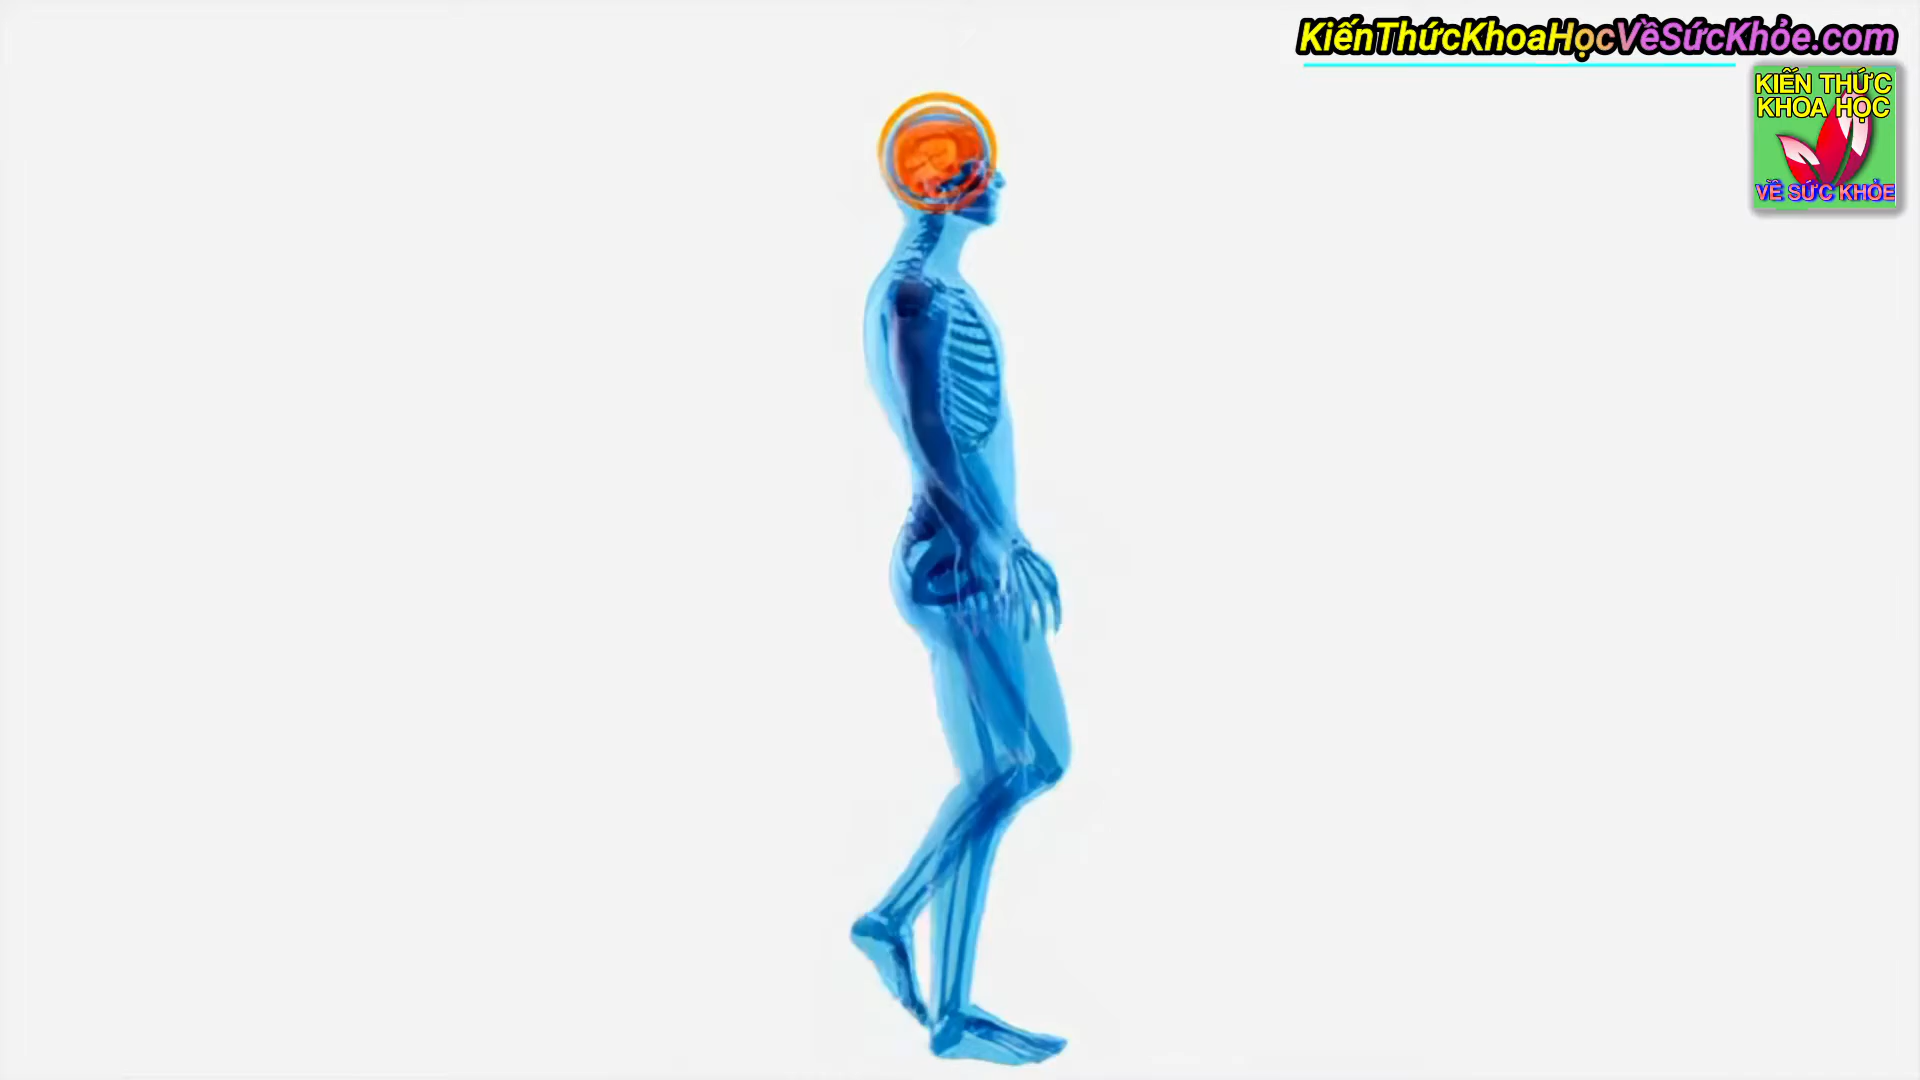 KiếnThứcKhoaHọcVềSứcKhỏe.com
KIẾN THỨC
KHOA HỌC
VỀ SỨC KHỎE